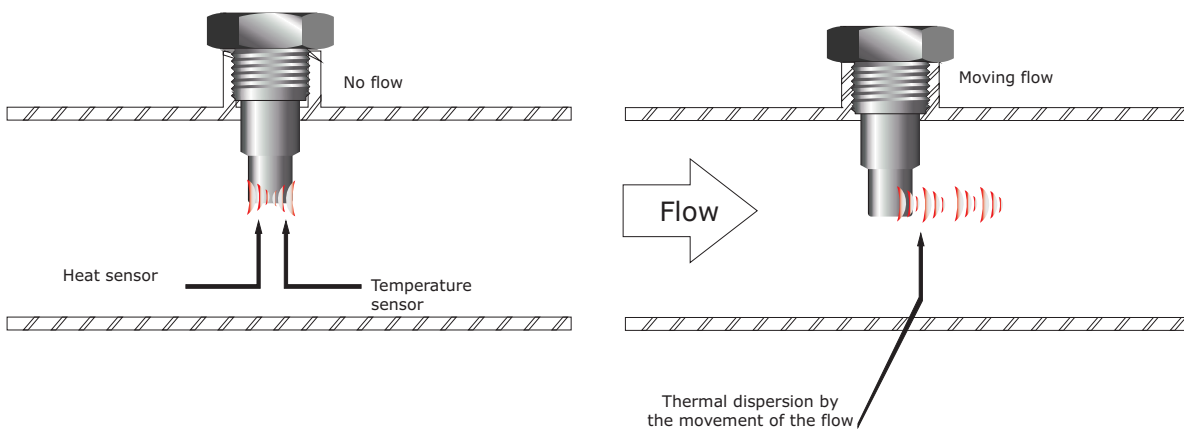 No flow
Heat sensor
Temperature
sensor
Moving flow
Flow
Thermal dispersion by
the movement of the flow